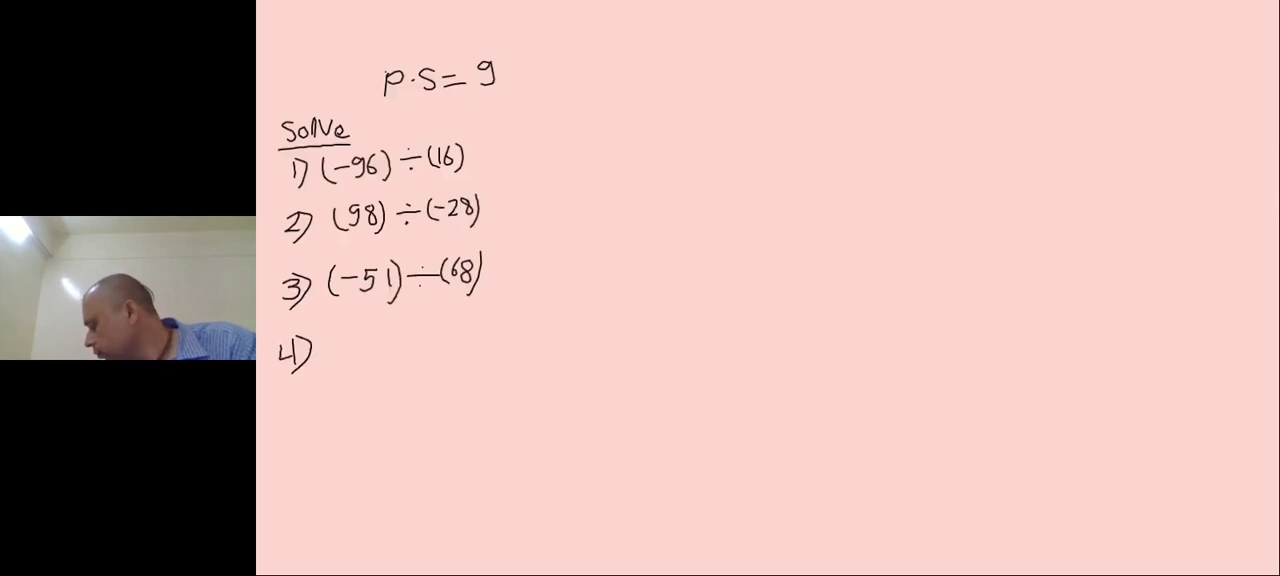 P.S = 9
Solve
1) (-96) ÷ (16)
2) (98) ÷ (-28)
3) (-51) ÷ (68)
4)